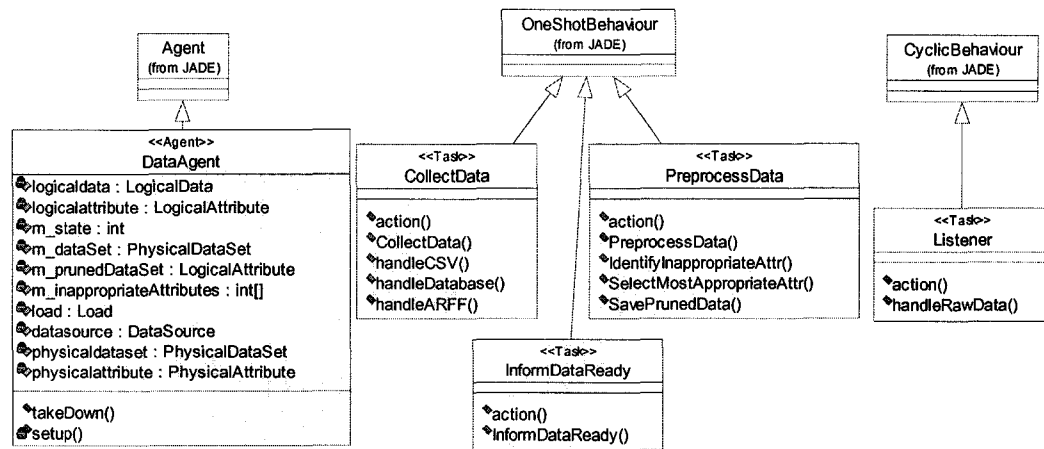 Agent
(from JADE)
<<Agent>>
DataAgent
logicaldata : LogicalData
logicalattribute : LogicalAttribute
m_state : int
m_dataSet : PhysicalDataSet
m_prunedDataSet : LogicalAttribute
m_inappropriateAttributes : int[]
load : Load
datasource : DataSource
physicaldataset : PhysicalDataSet
physicalattribute : PhysicalAttribute
takeDown()
setup()
OneShotBehaviour
(from JADE)
<<Task>>
CollectData
action()
CollectData()
handleCSV()
handleDatabase()
handleARFF()
<<Task>>
PreprocessData
action()
PreprocessData()
IdentifyInappropriateAttr()
SelectMostAppropriateAttr()
SavePrunedData()
<<Task>>
InformDataReady
action()
InformDataReady()
CyclicBehaviour
(from JADE)
<<Task>>
Listener
action()
handleRawData()